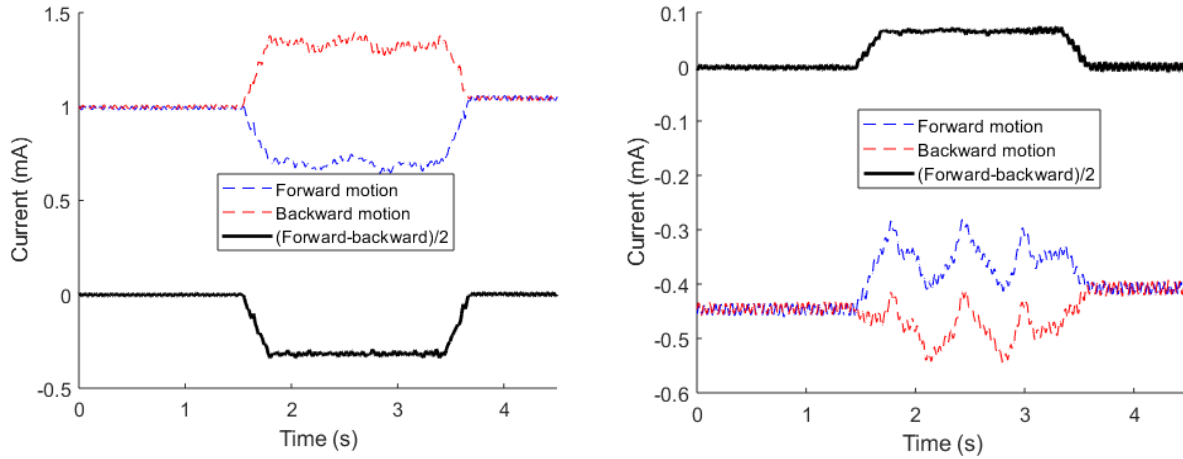 1.5
1
0.5
0
-0.5
Current (mA)
Forward motion
Backward motion
(Forward-backward)/2
0
1
2
3
4
Time (s)
0.1
0
-0.1
-0.2
-0.3
-0.4
-0.5
-0.6
Current (mA)
Forward motion
Backward motion
(Forward-backward)/2
0
1
2
3
4
Time (s)